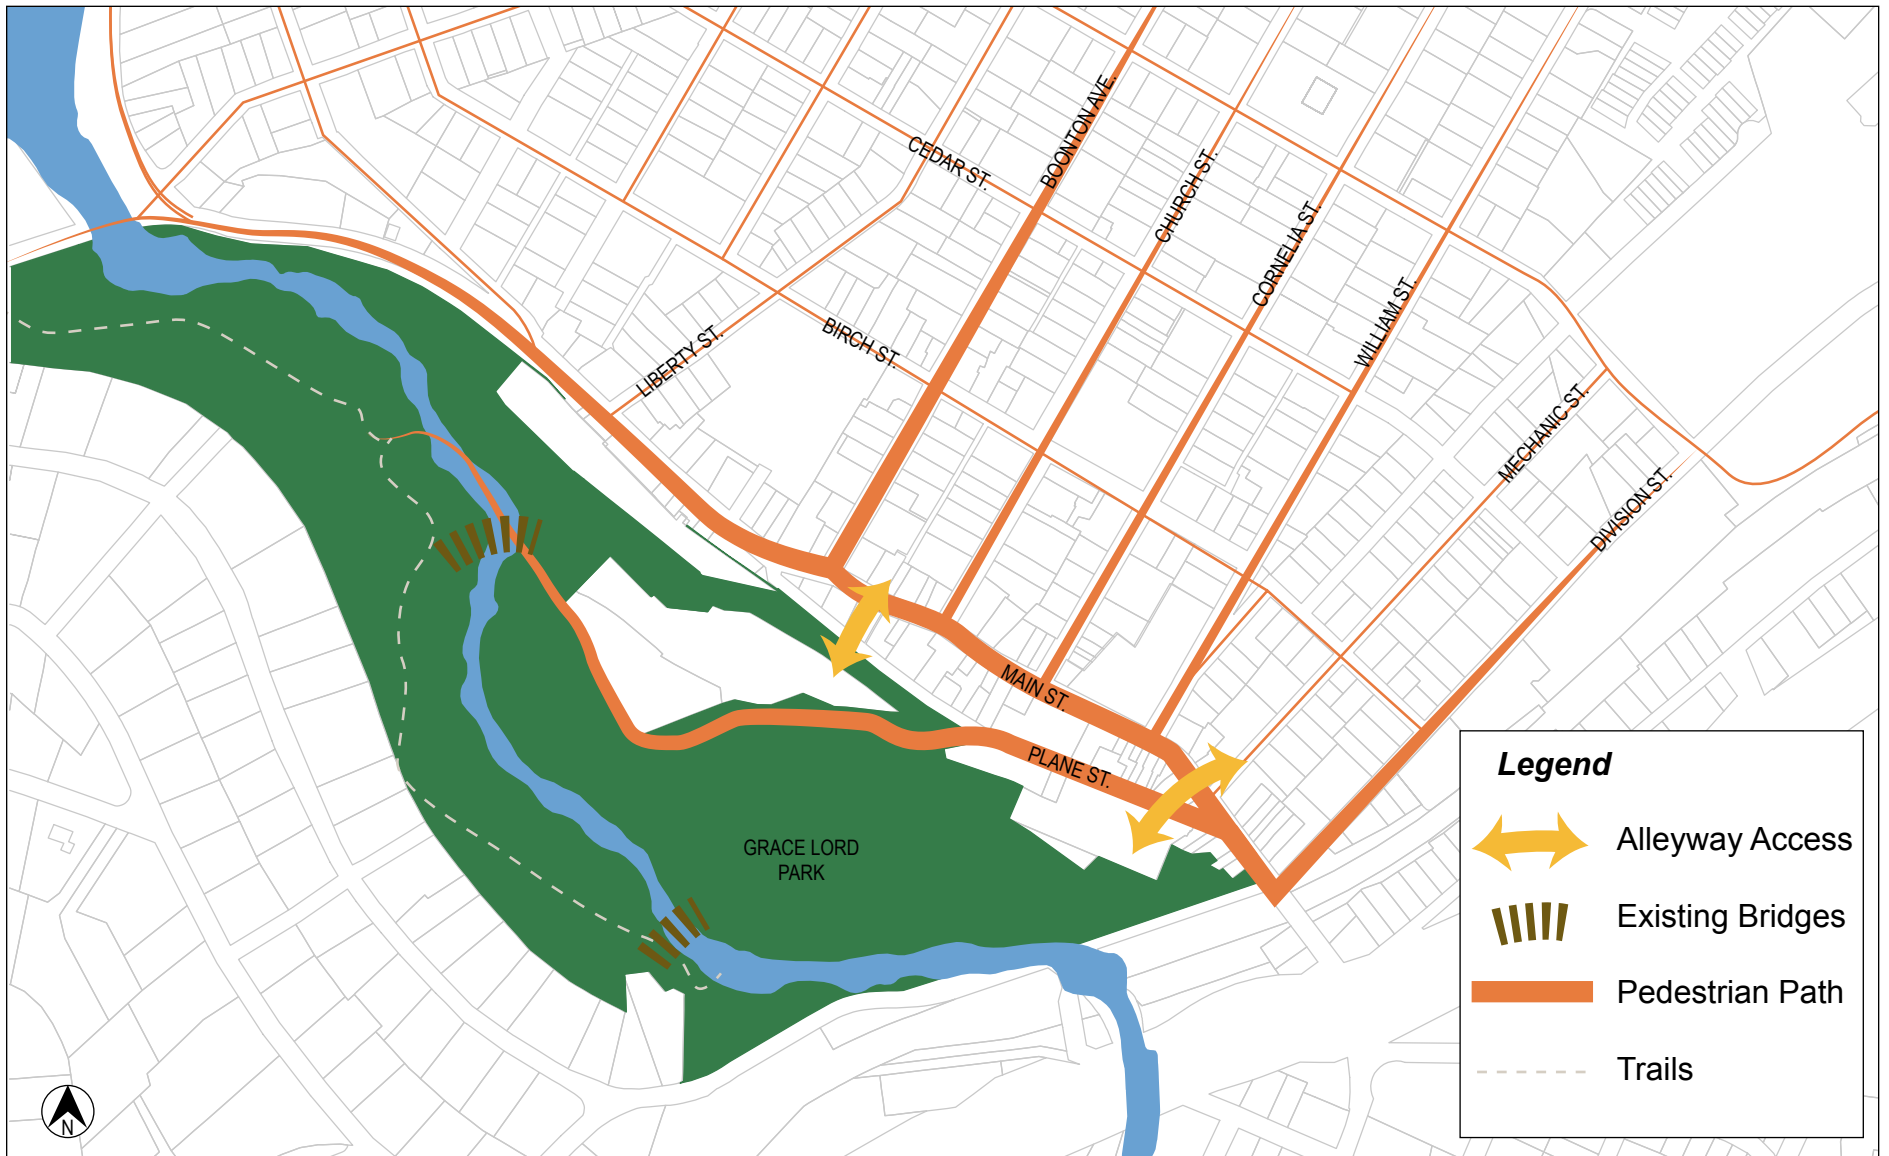 CEDAR ST.
BOONTON AVE.
CHURCH ST.
CORNELIA ST.
WILLIAM ST.
LIBERTY ST.
BIRCH ST.
MECHANIC ST.
DIVISION ST.
MAIN ST.
PLANE ST.
GRACE LORD
PARK
Legend
Alleyway Access
Existing Bridges
Pedestrian Path
Trails
N